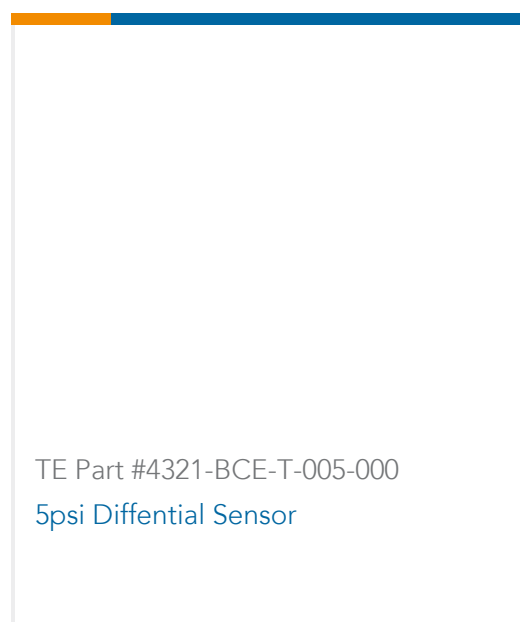 TE Part #4321-BCE-T-005-000
5psi Diffential Sensor